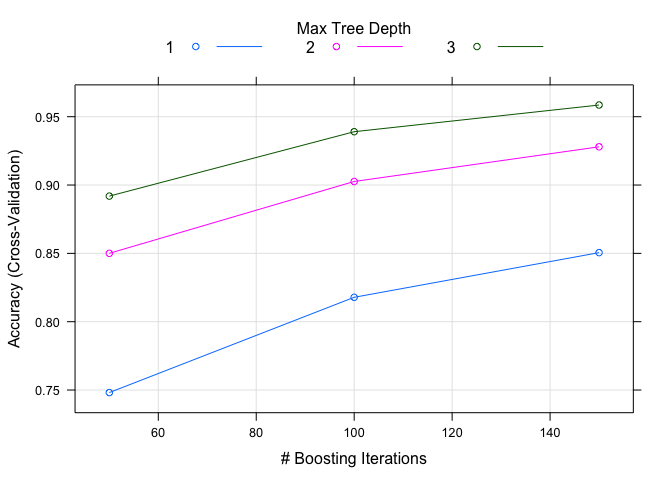 Max Tree Depth
1 2 3
0.95
0.90
0.85
0.80
0.75
Accuracy (Cross-Validation)
60 80 100 120 140
# Boosting Iterations